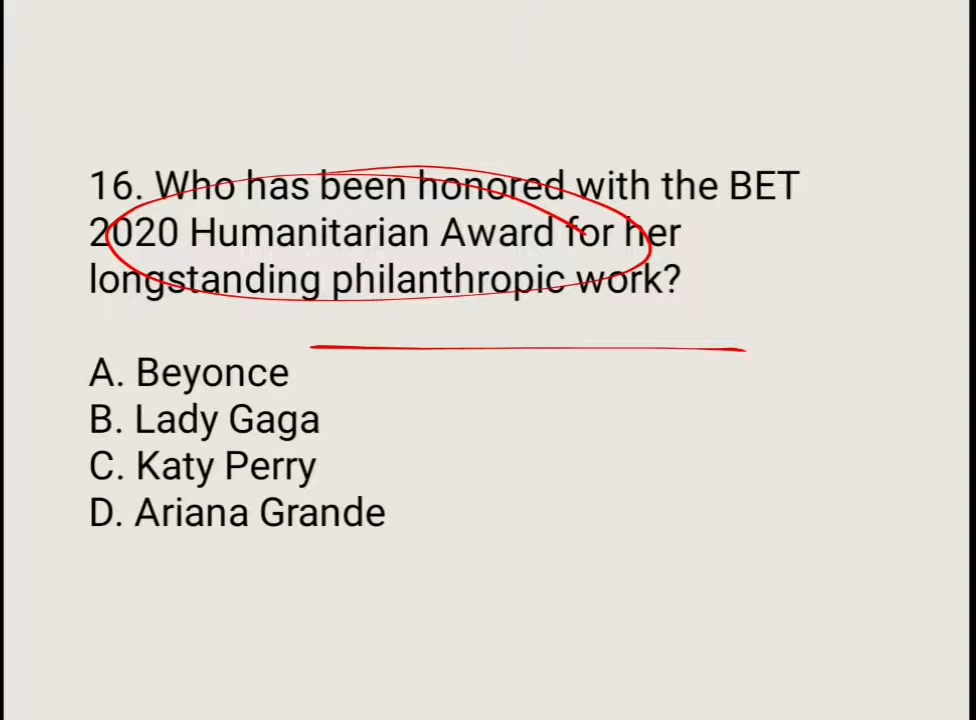 16. Who has been honored with the BET
2020 Humanitarian Award for her
longstanding philanthropic work?
A. Beyonce
B. Lady Gaga
C. Katy Perry
D. Ariana Grande